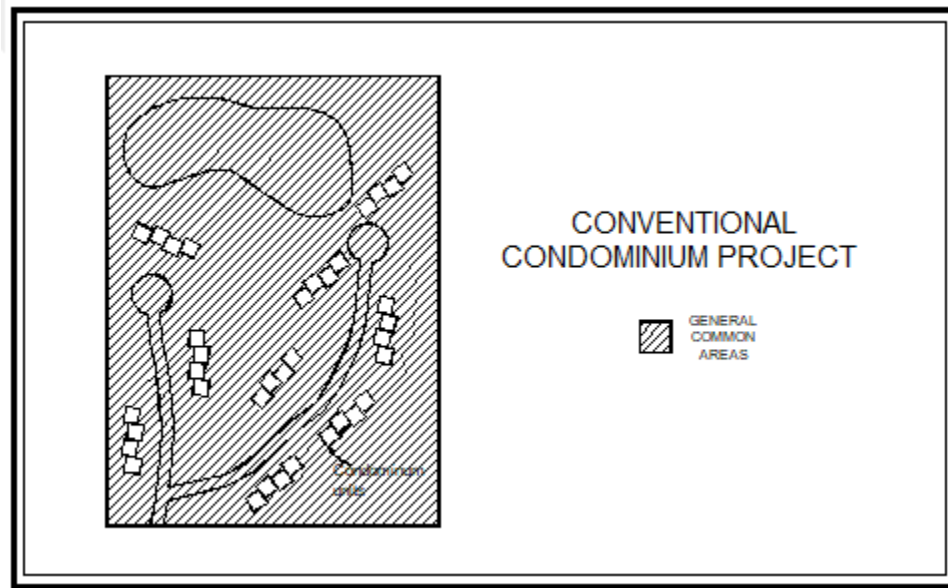 CONVENTIONAL
CONDOMINIUM PROJECT
GENERAL
COMMON
AREAS
Condominium
units